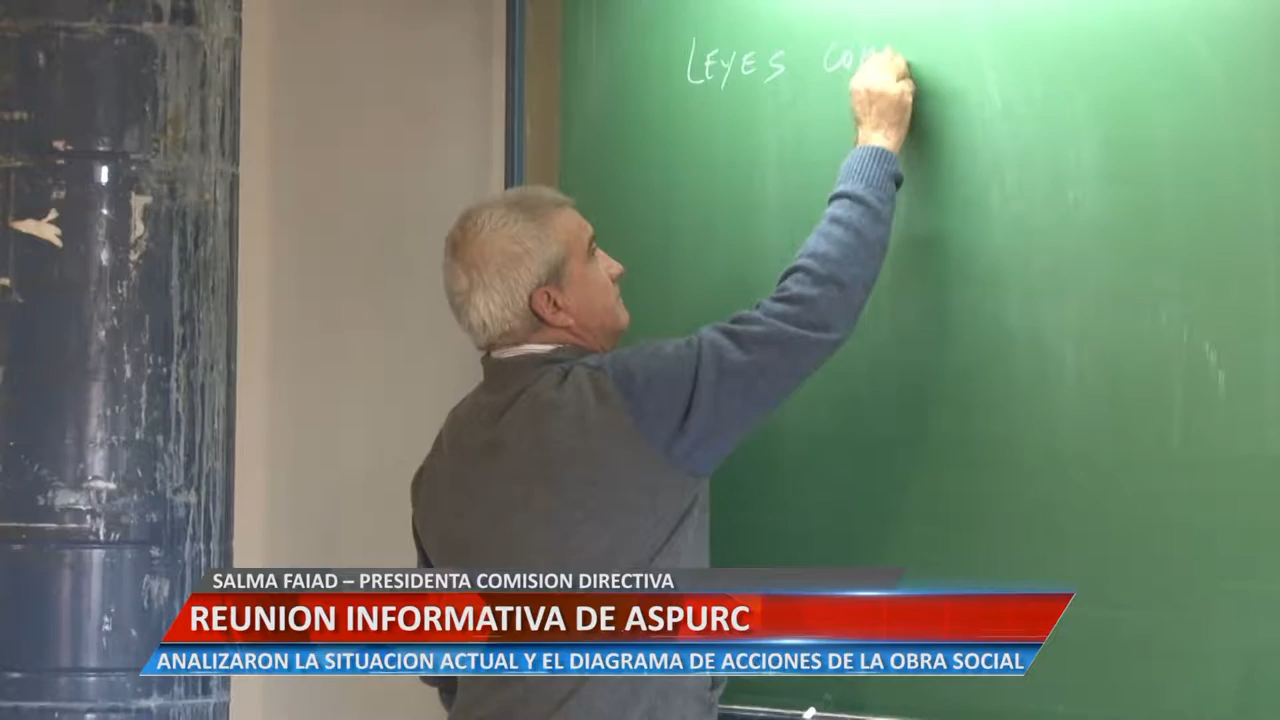 LEYES
SALMA FAIAD – PRESIDENTA COMISION DIRECTIVA
REUNION INFORMATIVA DE ASPURC
ANALIZARON LA SITUACION ACTUAL Y EL DIAGRAMA DE ACCIONES DE LA OBRA SOCIAL